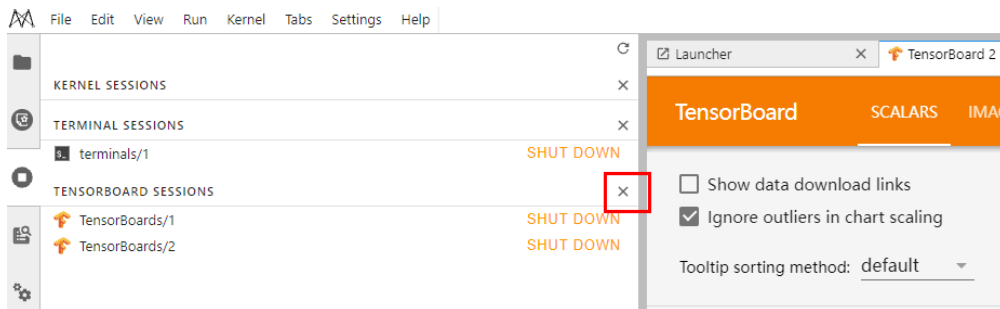 File Edit View Run Kernel Tabs Settings Help
Launcher
TensorBoard 2
KERNEL SESSIONS
TERMINAL SESSIONS
terminals/1 SHUT DOWN
TENSORBOARD SESSIONS
TensorBoards/1 SHUT DOWN
TensorBoards/2 SHUT DOWN
TensorBoard SCALARS IMA
Show data download links
Ignore outliers in chart scaling
Tooltip sorting method: default